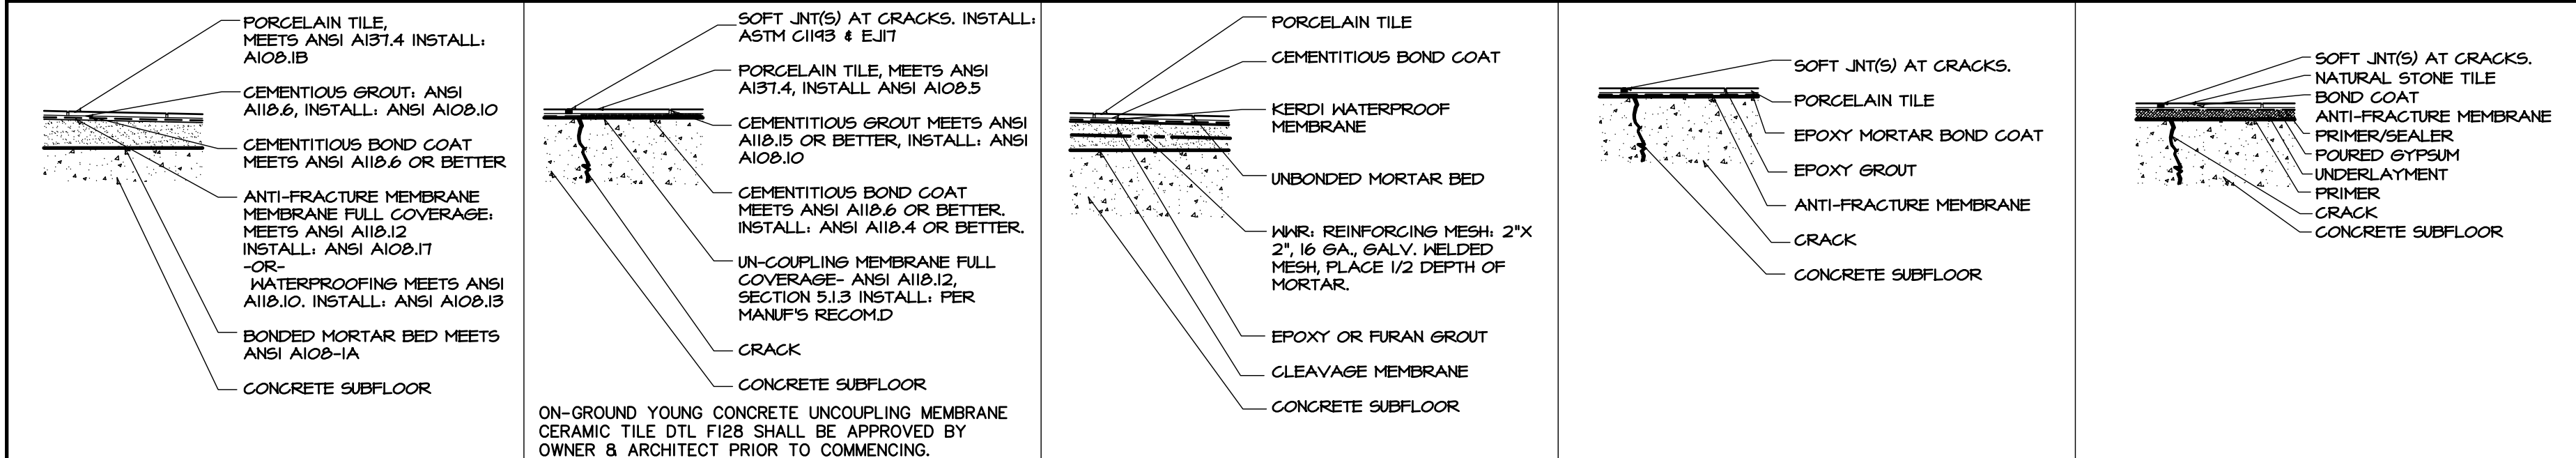 PORCELAIN TILE,
MEETS ANSI A137.4 INSTALL:
A108.1B
CEMENTIOUS GROUT: ANSI
A118.6, INSTALL: ANSI A108.10
CEMENTITIOUS BOND COAT
MEETS ANSI A118.6 OR BETTER
ANTI-FRACTURE MEMBRANE
MEMBRANE FULL COVERAGE:
MEETS ANSI A118.12
INSTALL: ANSI A108.17
-OR-
WATERPROOFING MEETS ANSI
A118.10. INSTALL: ANSI A108.13
BONDED MORTAR BED MEETS
ANSI A108-1A
CONCRETE SUBFLOOR
SOFT JNT(S) AT CRACKS. INSTALL:
ASTM C1193 & EJ17
PORCELAIN TILE, MEETS ANSI
A137.4, INSTALL ANSI A108.5
CEMENTITIOUS GROUT MEETS ANSI
A118.15 OR BETTER, INSTALL: ANSI
A108.10
CEMENTITIOUS BOND COAT
MEETS ANSI A118.6 OR BETTER.
INSTALL: ANSI A118.4 OR BETTER.
UN-COUPLING MEMBRANE FULL
COVERAGE- ANSI A118.12,
SECTION 5.1.3 INSTALL: PER
MANUF'S RECOM.D
CRACK
CONCRETE SUBFLOOR
ON-GROUND YOUNG CONCRETE UNCOUPLING MEMBRANE
CERAMIC TILE DTL F128 SHALL BE APPROVED BY
OWNER & ARCHITECT PRIOR TO COMMENCING.
PORCELAIN TILE
CEMENTITIOUS BOND COAT
KERDI WATERPROOF
MEMBRANE
UNBONDED MORTAR BED
WWR: REINFORCING MESH: 2"X
2", 16 GA., GALV. WELDED
MESH, PLACE 1/2 DEPTH OF
MORTAR.
EPOXY OR FURAN GROUT
CLEAVAGE MEMBRANE
CONCRETE SUBFLOOR
SOFT JNT(S) AT CRACKS.
PORCELAIN TILE
EPOXY MORTAR BOND COAT
EPOXY GROUT
ANTI-FRACTURE MEMBRANE
CRACK
CONCRETE SUBFLOOR
SOFT JNT(S) AT CRACKS.
NATURAL STONE TILE
BOND COAT
ANTI-FRACTURE MEMBRANE
PRIMER/SEALER
POURED GYPSUM
UNDERLAYMENT
PRIMER
CRACK
CONCRETE SUBFLOOR